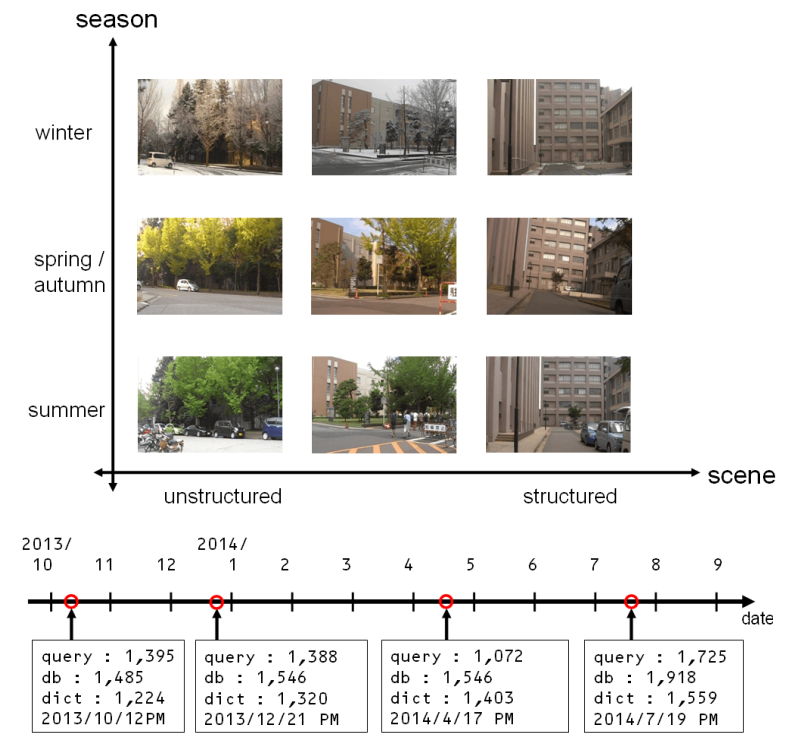 season
winter
spring /
autumn
summer
scene
unstructured structured
2013/ 2014/
10 11 12 1 2 3 4 5 6 7 8 9
date
query : 1,395
db : 1,485
dict : 1,224
2013/10/12PM
query : 1,388
db : 1,546
dict : 1,320
2013/12/21 PM
query : 1,072
db : 1,546
dict : 1,403
2014/4/17 PM
query : 1,725
db : 1,918
dict : 1,559
2014/7/19 PM